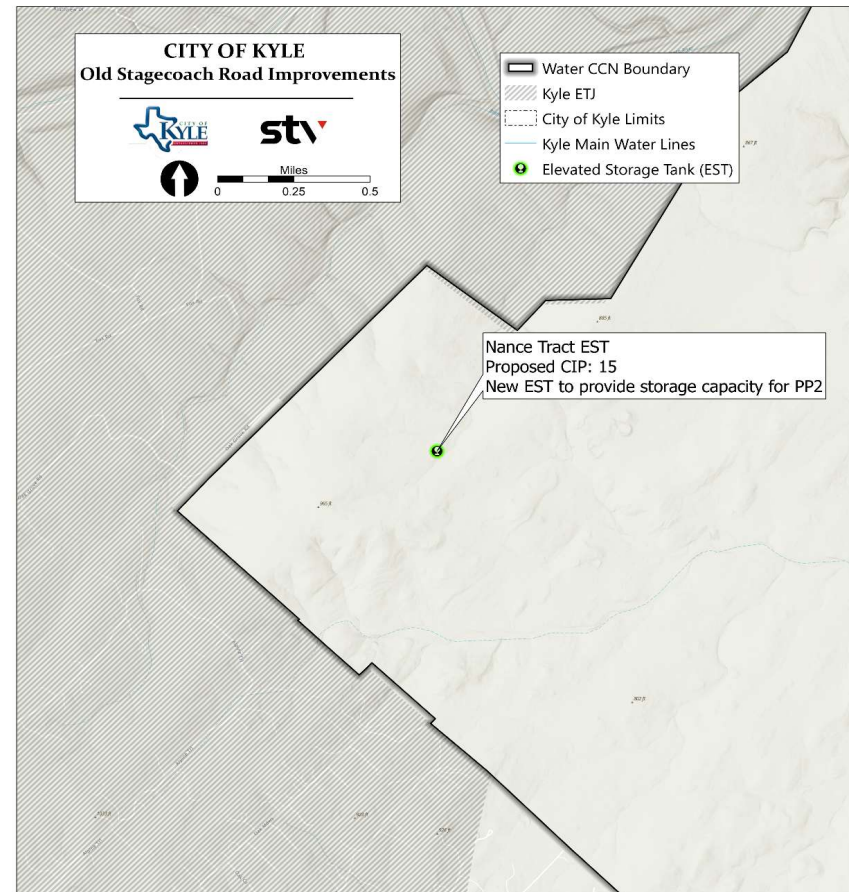 CITY OF KYLE
Old Stagecoach Road Improvements
CITY OF
KYLE
stv
Miles
0 0.25 0.5
Water CCN Boundary
Kyle ETJ
City of Kyle Limits
Kyle Main Water Lines
Elevated Storage Tank (EST)
Nance Tract EST
Proposed CIP: 15
New EST to provide storage capacity for PP2